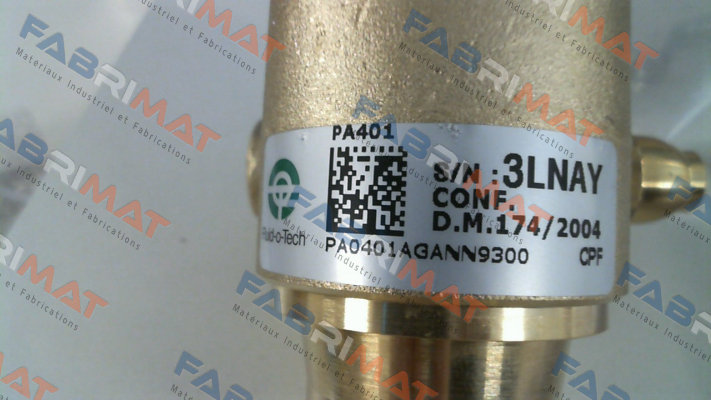 PA401
S/N : 3LNAY
CONF.
D.M.174/2004
Fluid-o-Tech
PA0401AGANN9300
CPF
FABRIMAT
Materiaux Industriel et Fabrications